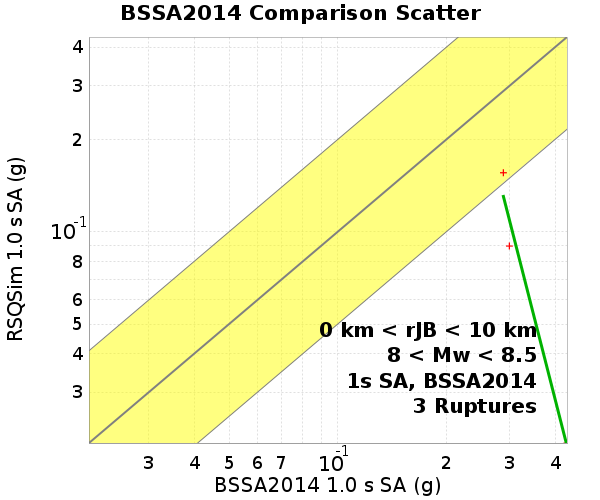 BSSA2014 Comparison Scatter
4
3
2
10^-1
8
6
5
4
3
RSQSim 1.0 s SA (g)
0 km < rJB < 10 km
8 < Mw < 8.5
1s SA, BSSA2014
3 Ruptures
3 4 5 6 7 10^-1 2 3 4
BSSA2014 1.0 s SA (g)